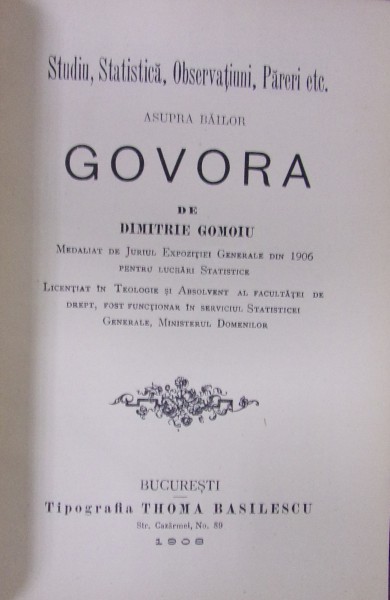 Studiu, Statistică, Observațiuni, Păreri etc.
ASUPRA BĂILOR
GOVORA
DE
DIMITRIE GOMOIU
MEDALIAT DE JURIUL EXPOZIȚIEI GENERALE DIN 1906
PENTRU LUCRĂRI STATISTICE
LICENȚIAT ÎN TEOLOGIE ȘI ABSOLVENT AL FACULTĂȚEI DE
DREPT, FOST FUNCȚIONAR ÎN SERVICIUL STATISTICEI
GENERALE, MINISTERUL DOMENILOR
BUCUREȘTI
Tipografia THOMA BASILESCU
Str. Cazărmei, No. 89
1908